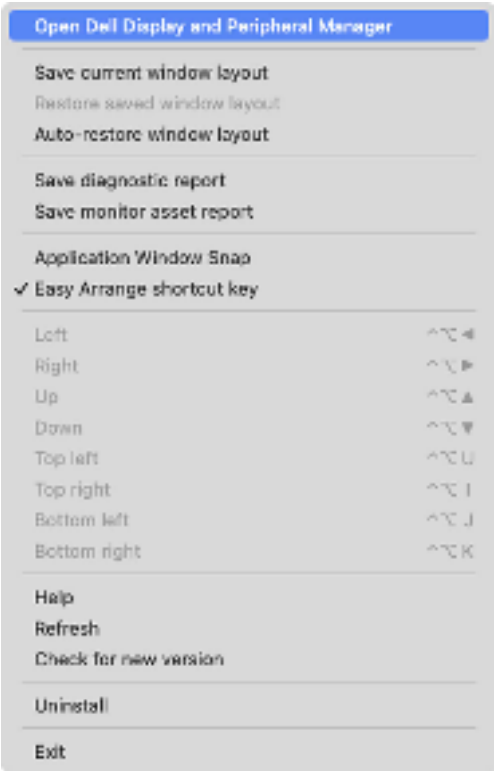 Open Dell Display and Peripheral Manager
Save current window layout
Restore saved window layout
Auto-restore window layout
Save diagnostic report
Save monitor asset report
Application Window Snap
✓ Easy Arrange shortcut key
Left ^⌥◀
Right ^⌥▶
Up ^⌥▲
Down ^⌥▼
Top left ^⌥U
Top right ^⌥I
Bottom left ^⌥J
Bottom right ^⌥K
Help
Refresh
Check for new version
Uninstall
Exit